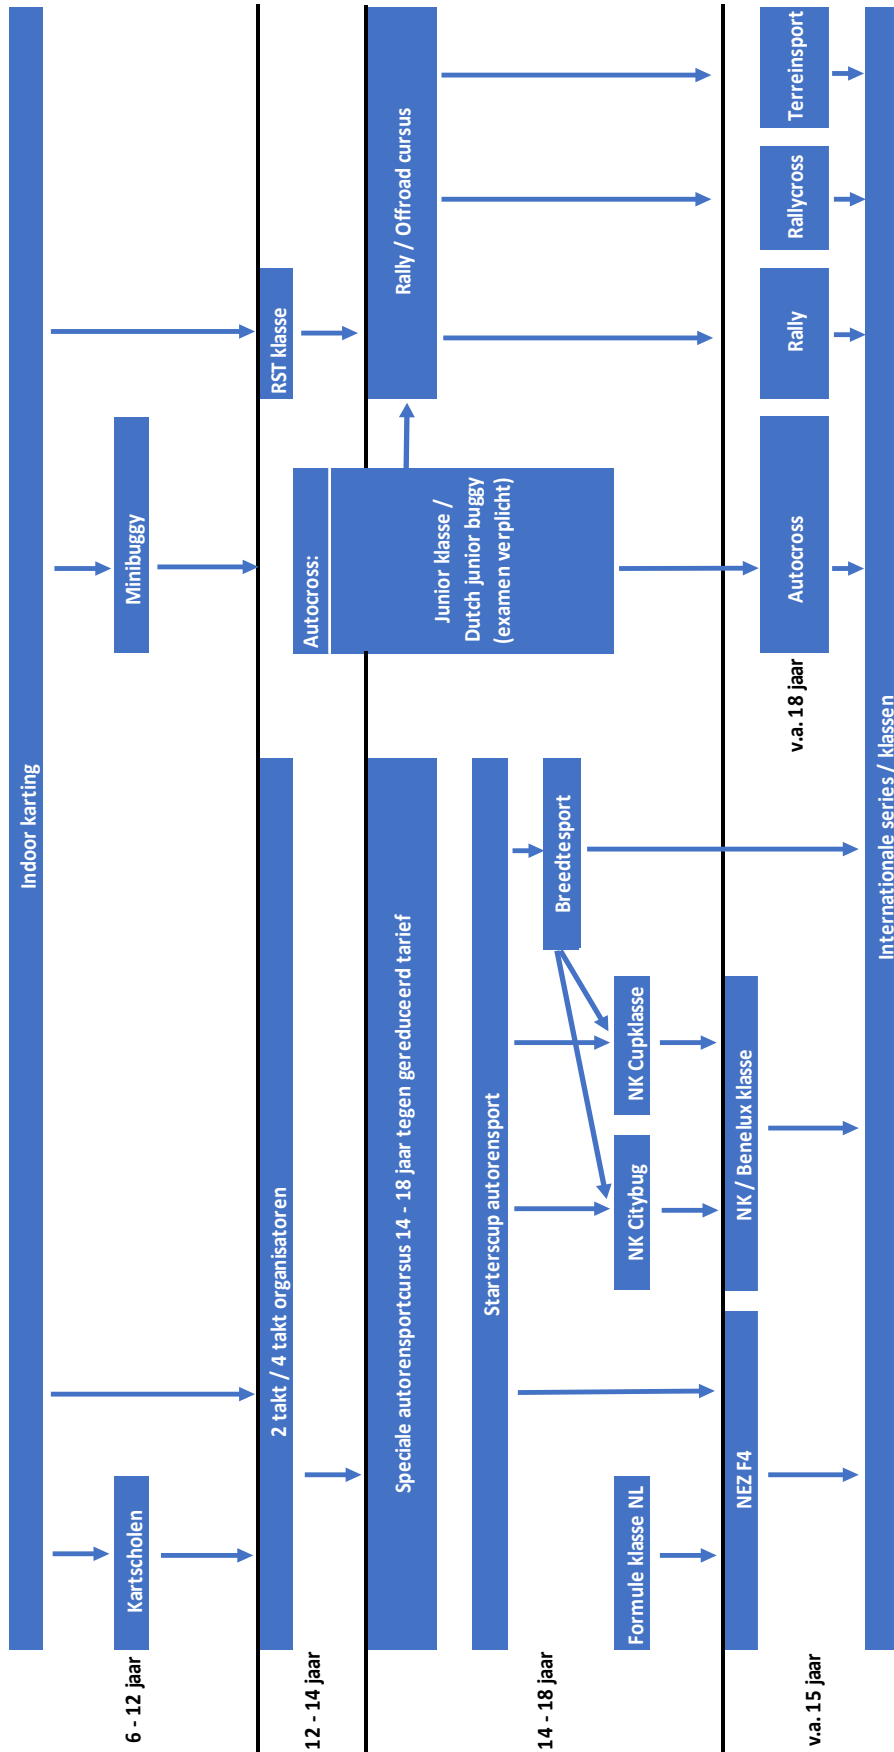 Indoor karting
6 - 12 jaar
Kartscholen
Minibuggy
12 - 14 jaar
2 takt / 4 takt organisatoren
RST klasse
Autocross:
Junior klasse /
Dutch junior buggy
(examen verplicht)
14 - 18 jaar
Speciale autorensportcursus 14 - 18 jaar tegen gereduceerd tarief
Rally / Offroad cursus
Starterscup autorensport
Breedtesport
Formule klasse NL
NK Citybug
NK Cupklasse
v.a. 15 jaar
NEZ F4
NK / Benelux klasse
v.a. 18 jaar
Autocross
Rally
Rallycross
Terreinsport
Internationale series / klassen